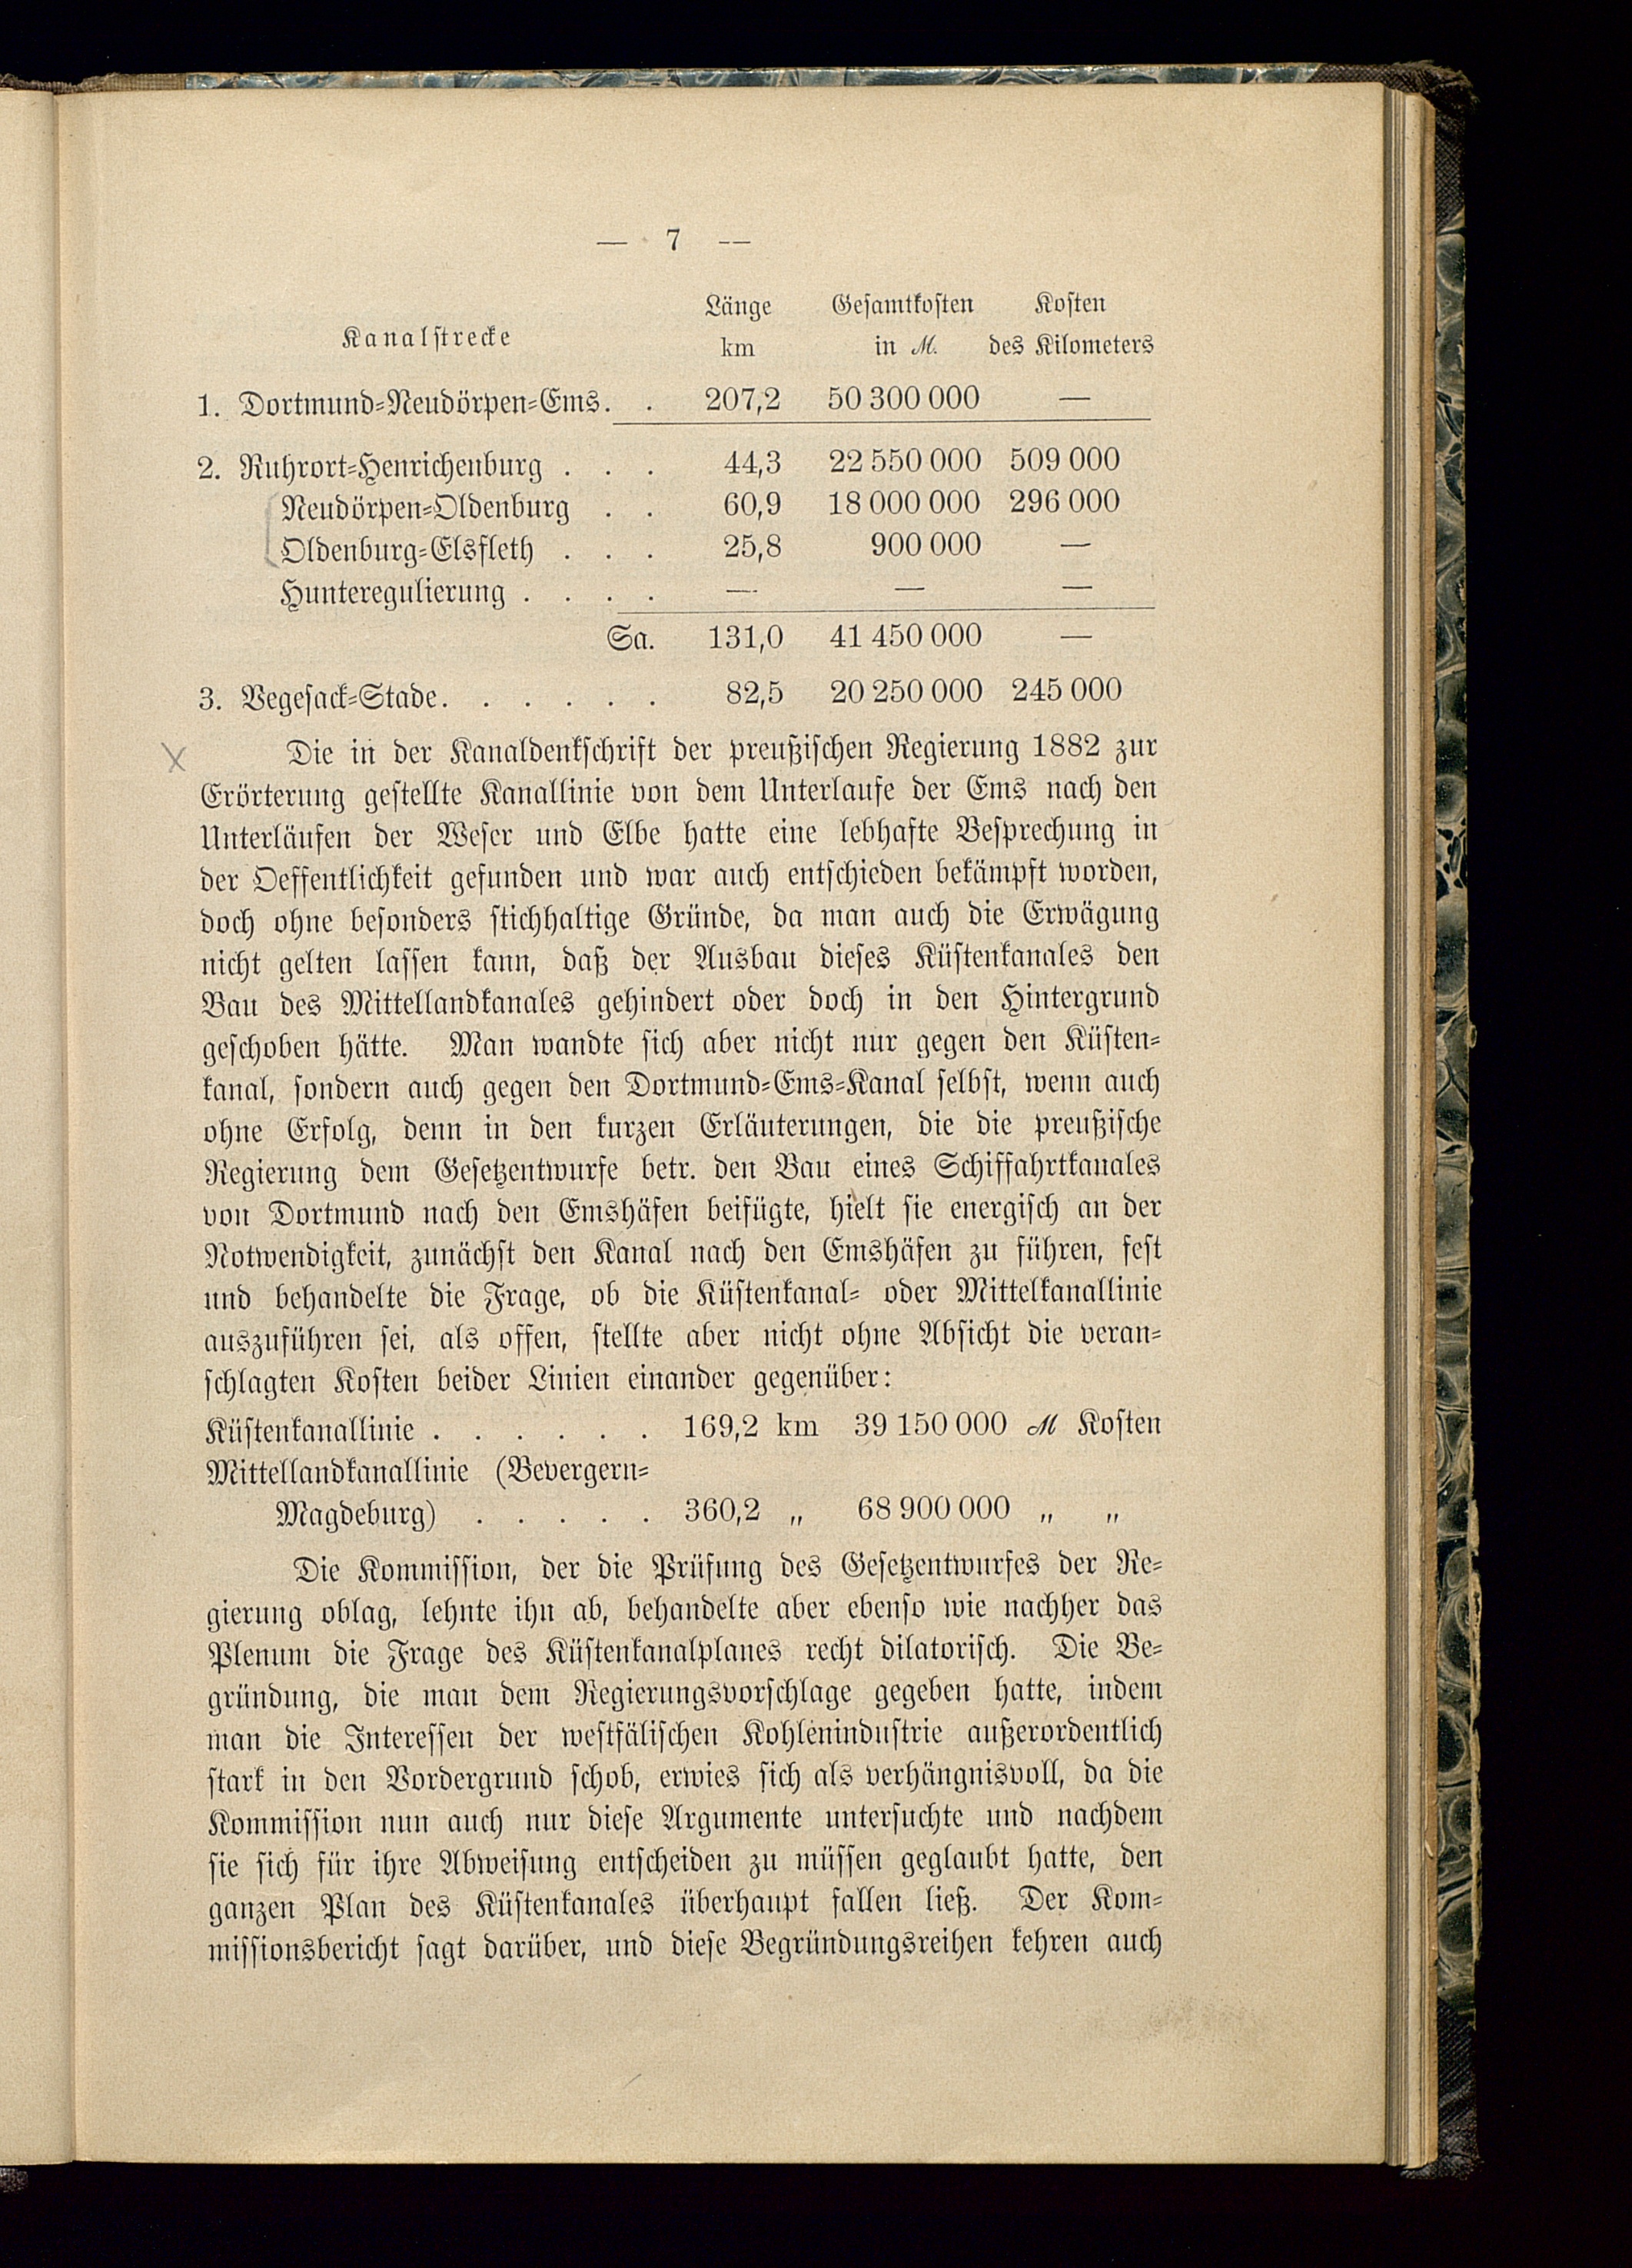 — 7 —
Länge Gesamtkosten Kosten
Kanalstrecke
km in ℳ. des Kilometers
1. Dortmund-Neudörpen-Ems. . 207,2 50 300 000 —
2. Ruhrort-Henrichenburg . . . 44,3 22 550 000 509 000
Neudörpen-Oldenburg . . 60,9 18 000 000 296 000
Oldenburg-Elsfleth . . . 25,8 900 000 —
Hunteregulierung . . . . — — —
Sa. 131,0 41 450 000 —
3. Vegesack-Stade. . . . . . 82,5 20 250 000 245 000
Die in der Kanaldenkschrift der preußischen Regierung 1882 zur
Erörterung gestellte Kanallinie von dem Unterlaufe der Ems nach den
Unterläufen der Weser und Elbe hatte eine lebhafte Besprechung in
der Oeffentlichkeit gefunden und war auch entschieden bekämpft worden,
doch ohne besonders stichhaltige Gründe, da man auch die Erwägung
nicht gelten lassen kann, daß der Ausbau dieses Küstenkanales den
Bau des Mittellandkanales gehindert oder doch in den Hintergrund
geschoben hätte. Man wandte sich aber nicht nur gegen den Küsten-
kanal, sondern auch gegen den Dortmund-Ems-Kanal selbst, wenn auch
ohne Erfolg, denn in den kurzen Erläuterungen, die die preußische
Regierung dem Gesetzentwurfe betr. den Bau eines Schiffahrtkanales
von Dortmund nach den Emshäfen beifügte, hielt sie energisch an der
Notwendigkeit, zunächst den Kanal nach den Emshäfen zu führen, fest
und behandelte die Frage, ob die Küstenkanal- oder Mittelkanallinie
auszuführen sei, als offen, stellte aber nicht ohne Absicht die veran-
schlagten Kosten beider Linien einander gegenüber:
Küstenkanallinie . . . . . . 169,2 km 39 150 000 ℳ Kosten
Mittellandkanallinie (Bevergern-
Magdeburg) . . . . . 360,2 „ 68 900 000 „ „
Die Kommission, der die Prüfung des Gesetzentwurfes der Re-
gierung oblag, lehnte ihn ab, behandelte aber ebenso wie nachher das
Plenum die Frage des Küstenkanalplanes recht dilatorisch. Die Be-
gründung, die man dem Regierungsvorschlage gegeben hatte, indem
man die Interessen der westfälischen Kohlenindustrie außerordentlich
stark in den Vordergrund schob, erwies sich als verhängnisvoll, da die
Kommission nun auch nur diese Argumente untersuchte und nachdem
sie sich für ihre Abweisung entscheiden zu müssen geglaubt hatte, den
ganzen Plan des Küstenkanales überhaupt fallen ließ. Der Kom-
missionsbericht sagt darüber, und diese Begründungsreihen kehren auch